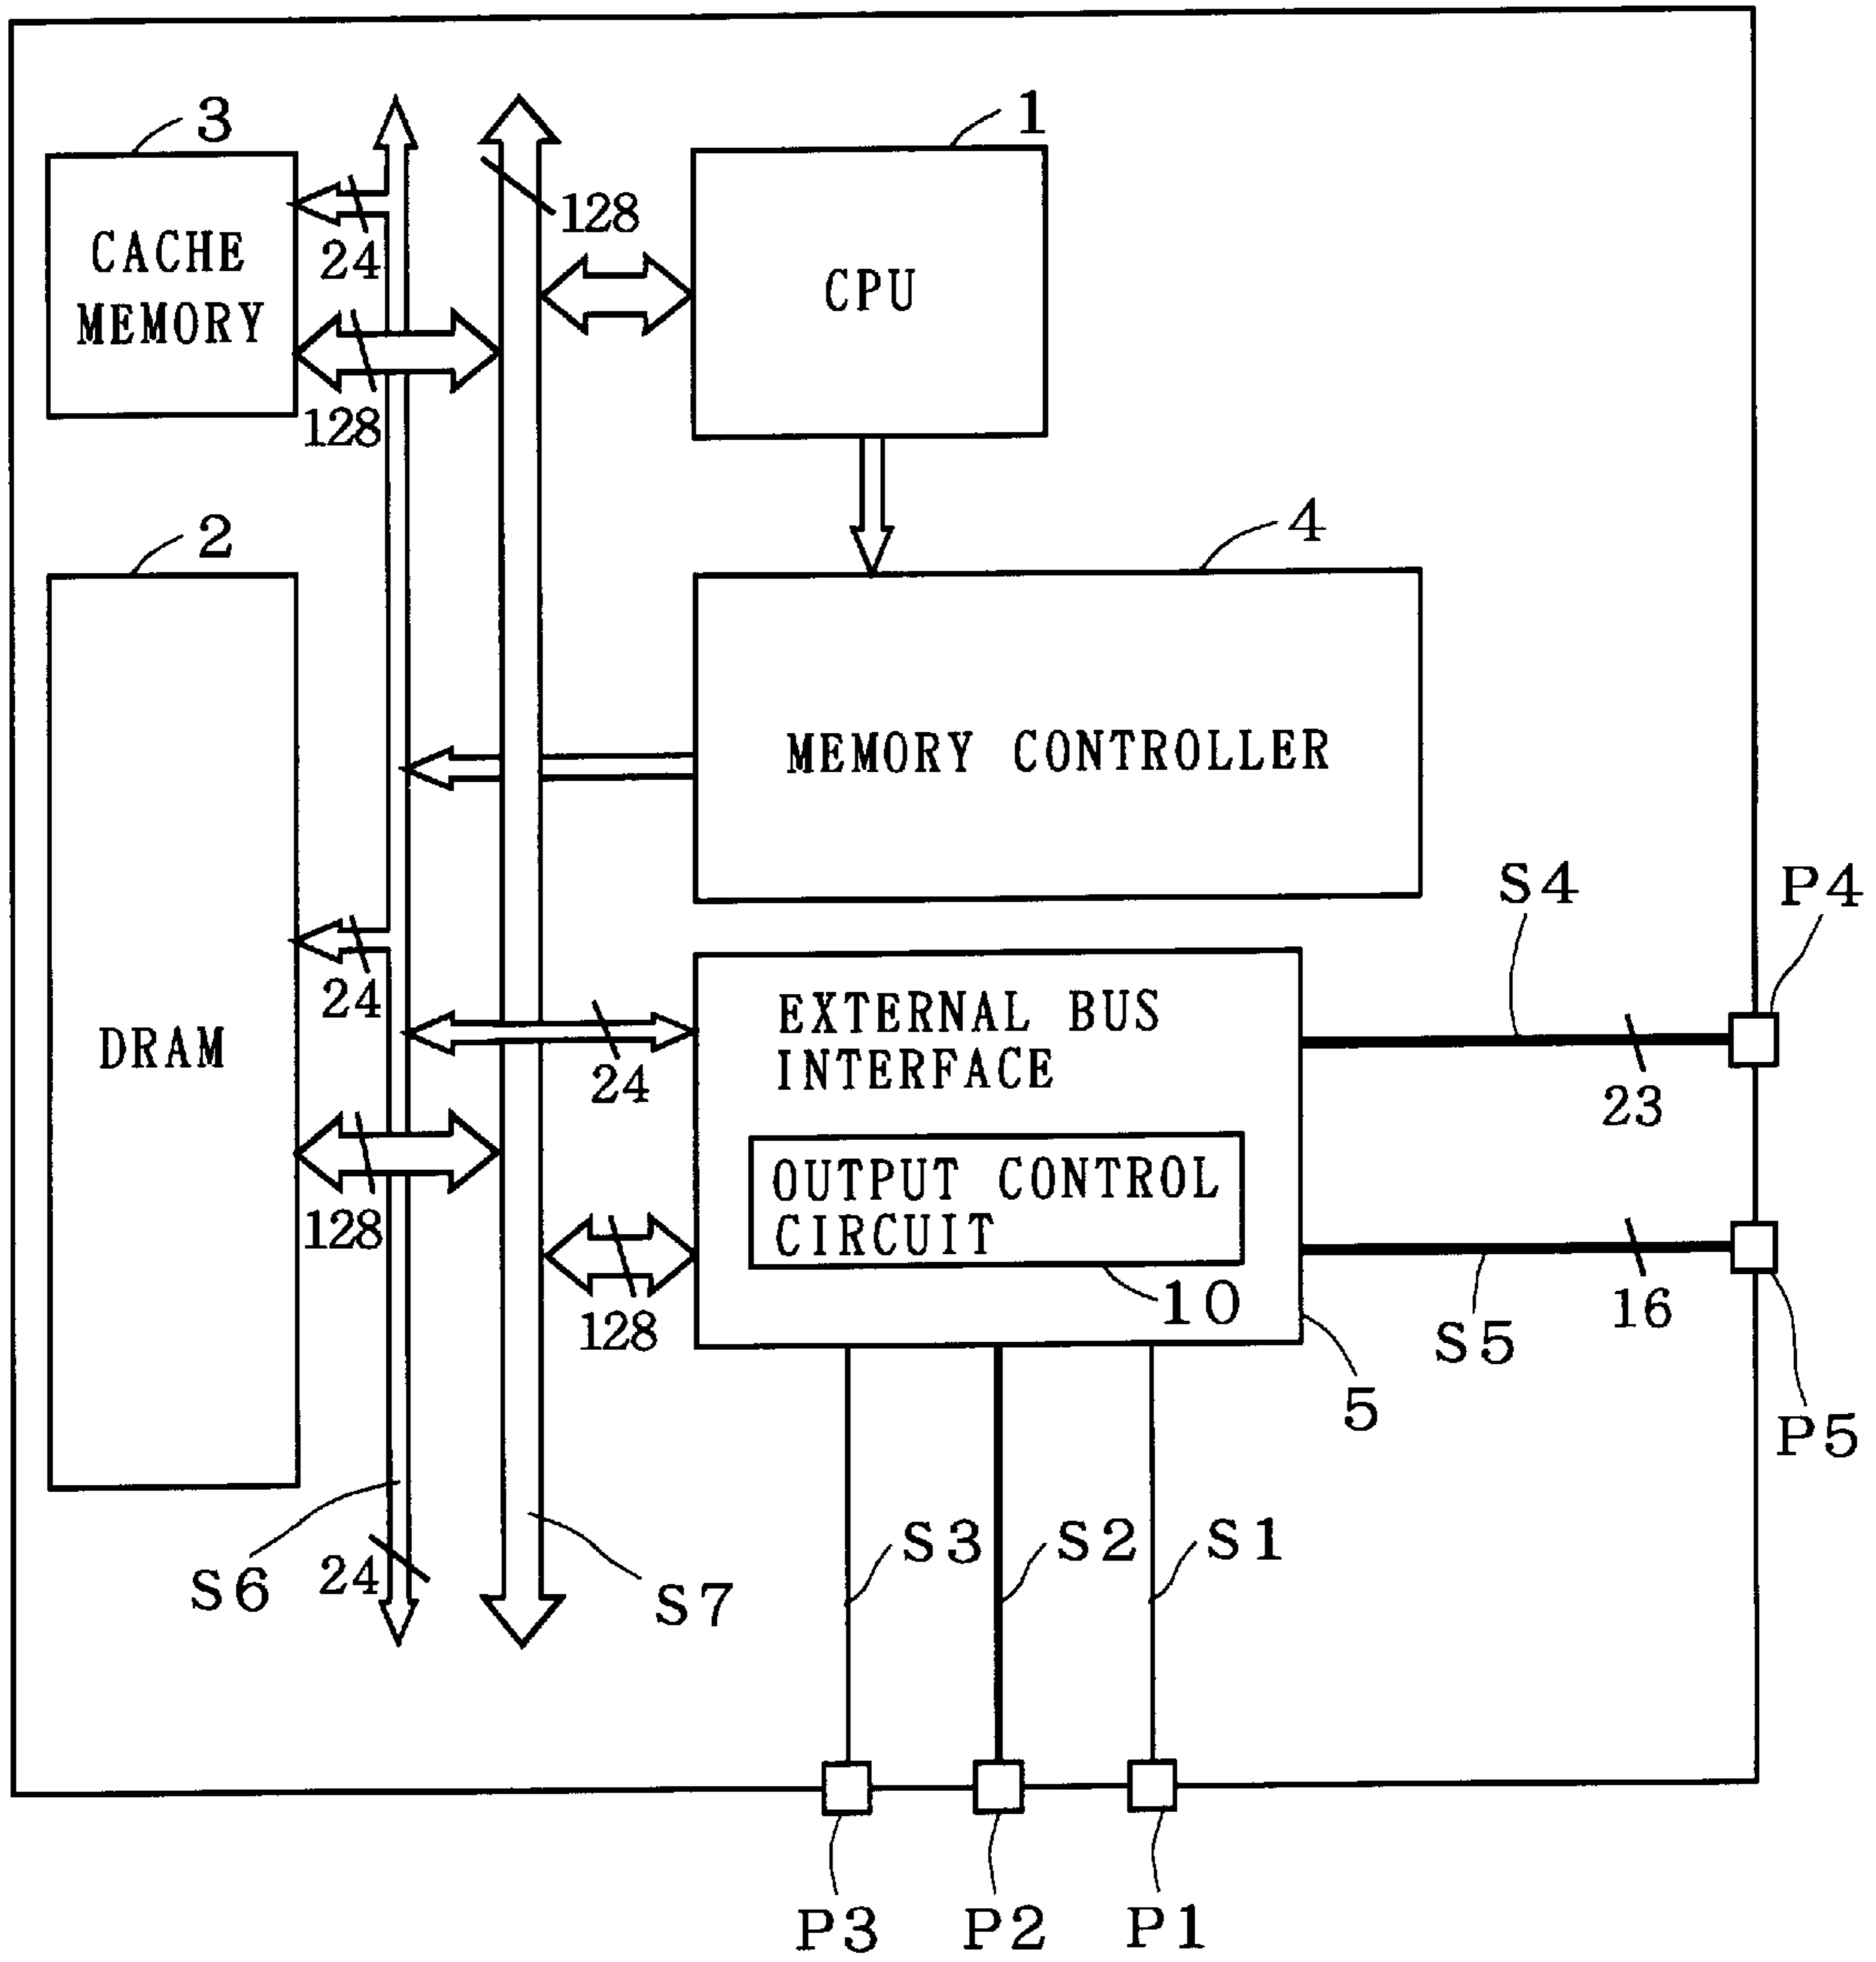 3
1
128
24
CACHE
MEMORY
CPU
128
2
4
MEMORY CONTROLLER
S4
P4
24
EXTERNAL BUS
INTERFACE
DRAM
24
23
OUTPUT CONTROL
CIRCUIT
128
10
128
16
S5
5
P5
S3
S2
S1
24
S6
S7
P3
P2
P1